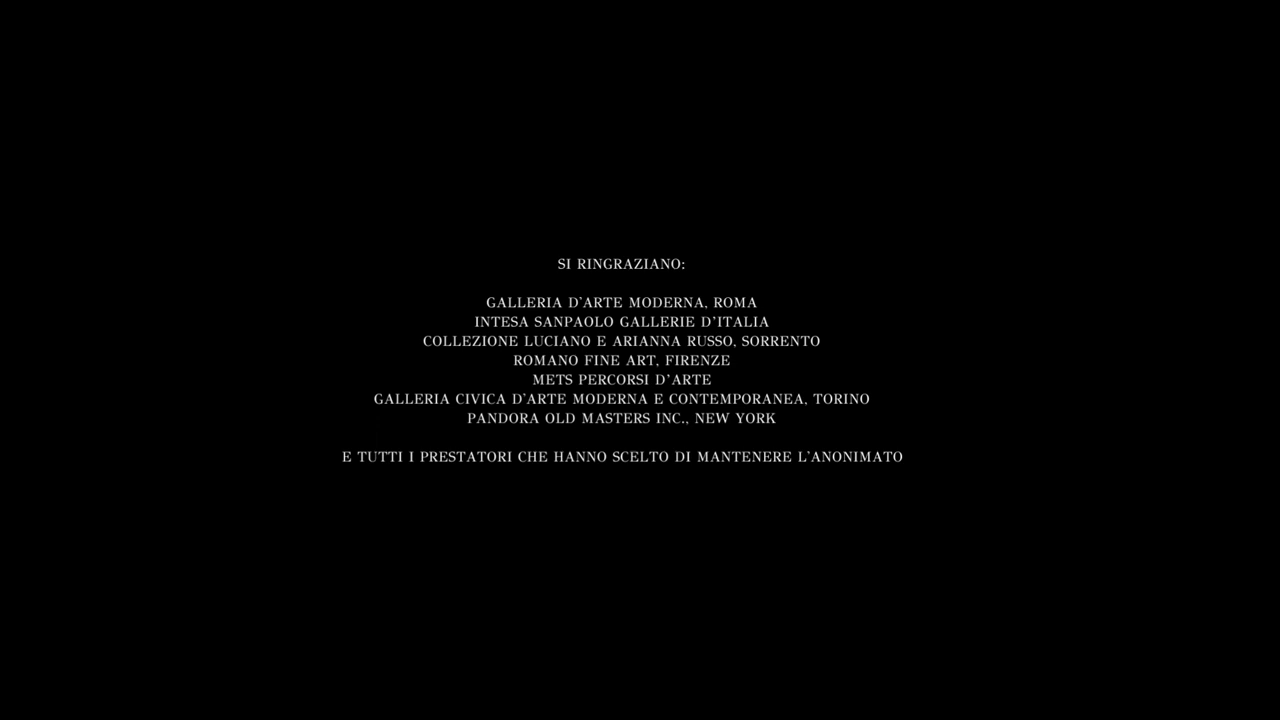 SI RINGRAZIANO:
GALLERIA D'ARTE MODERNA, ROMA
INTESA SANPAOLO GALLERIE D'ITALIA
COLLEZIONE LUCIANO E ARIANNA RUSSO, SORRENTO
ROMANO FINE ART, FIRENZE
METS PERCORSI D'ARTE
GALLERIA CIVICA D'ARTE MODERNA E CONTEMPORANEA, TORINO
PANDORA OLD MASTERS INC., NEW YORK
E TUTTI I PRESTATORI CHE HANNO SCELTO DI MANTENERE L'ANONIMATO